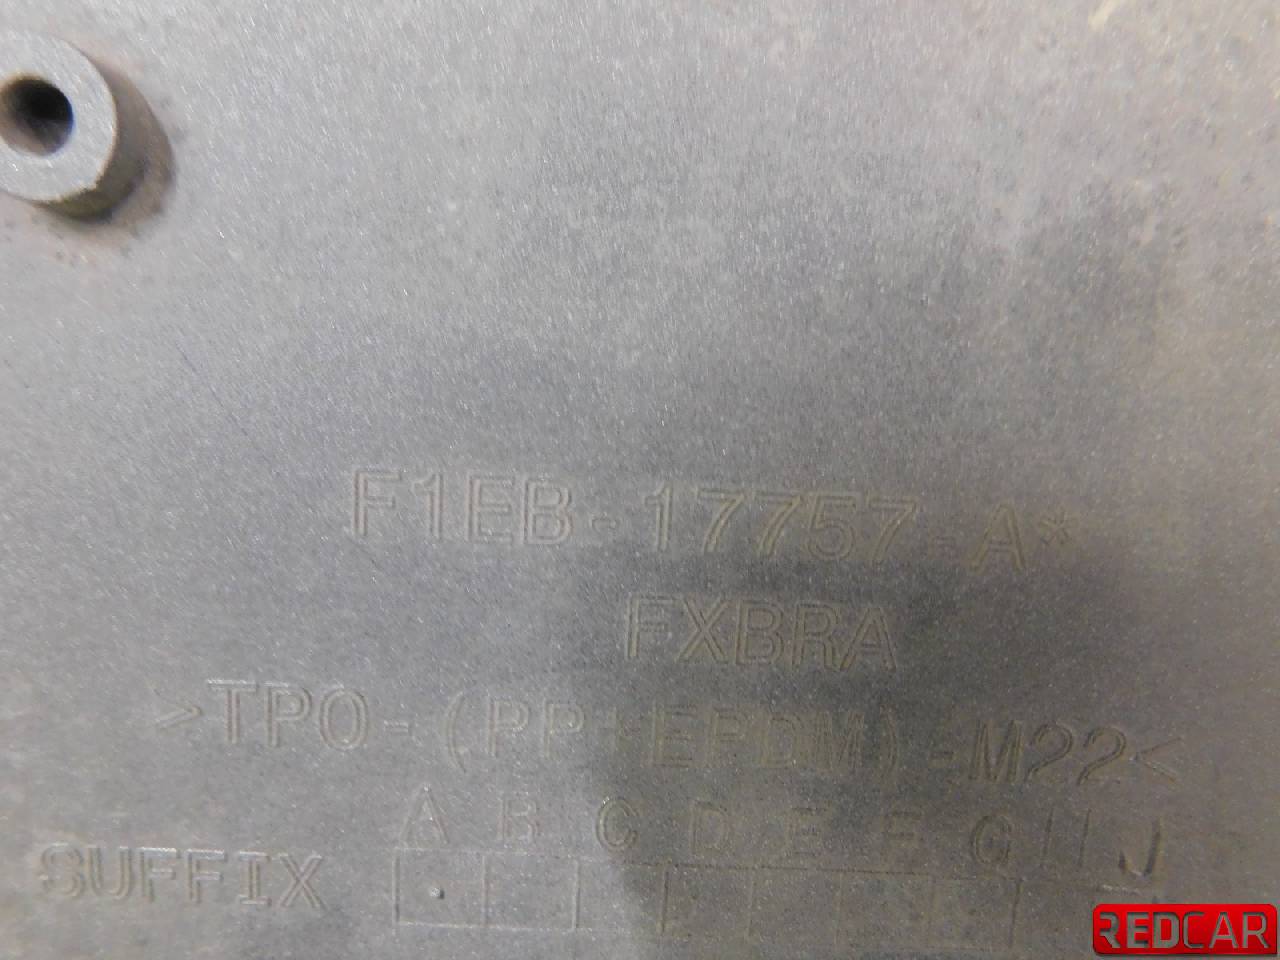 F1EB-17757-A*
FXBRA
>TPO-(PP+EPDM)-M22<
A B C D E F G H J
SUFFIX
REDCAR